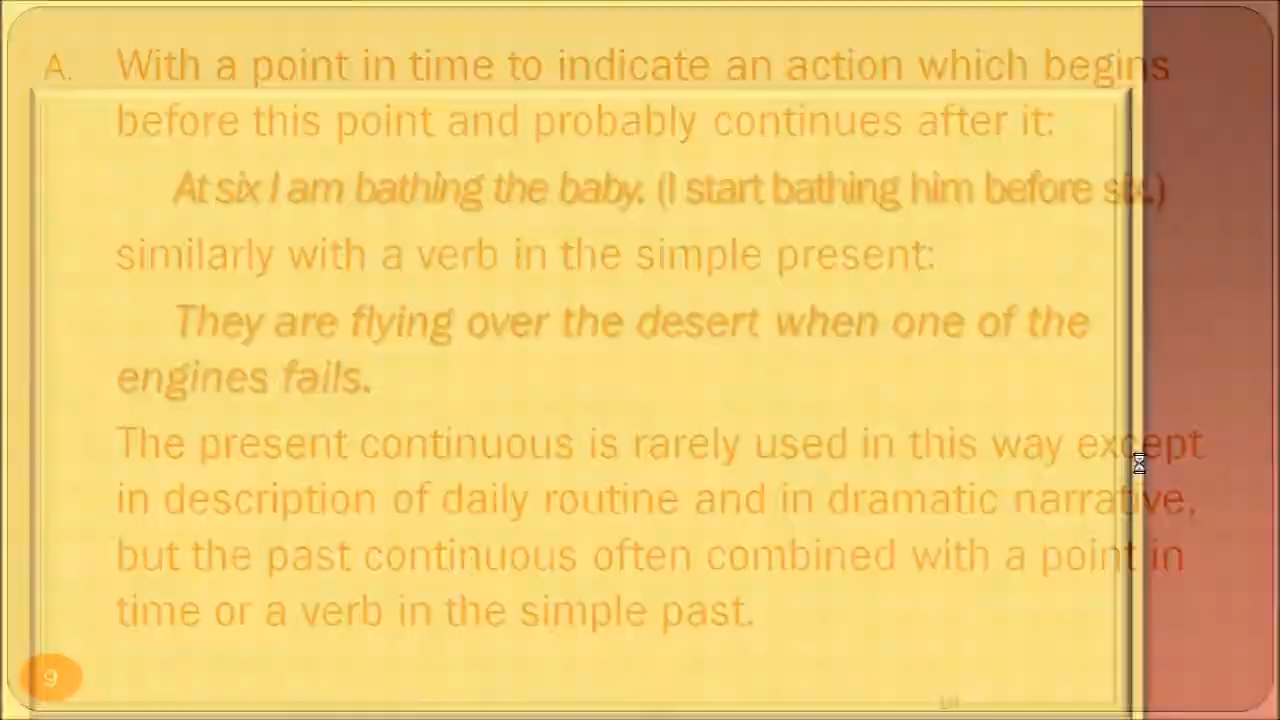 A. With a point in time to indicate an action which begins
before this point and probably continues after it:
At six I am bathing the baby. (I start bathing him before six.)
similarly with a verb in the simple present:
They are flying over the desert when one of the
engines fails.
The present continuous is rarely used in this way except
in description of daily routine and in dramatic narrative,
but the past continuous often combined with a point in
time or a verb in the simple past.
9